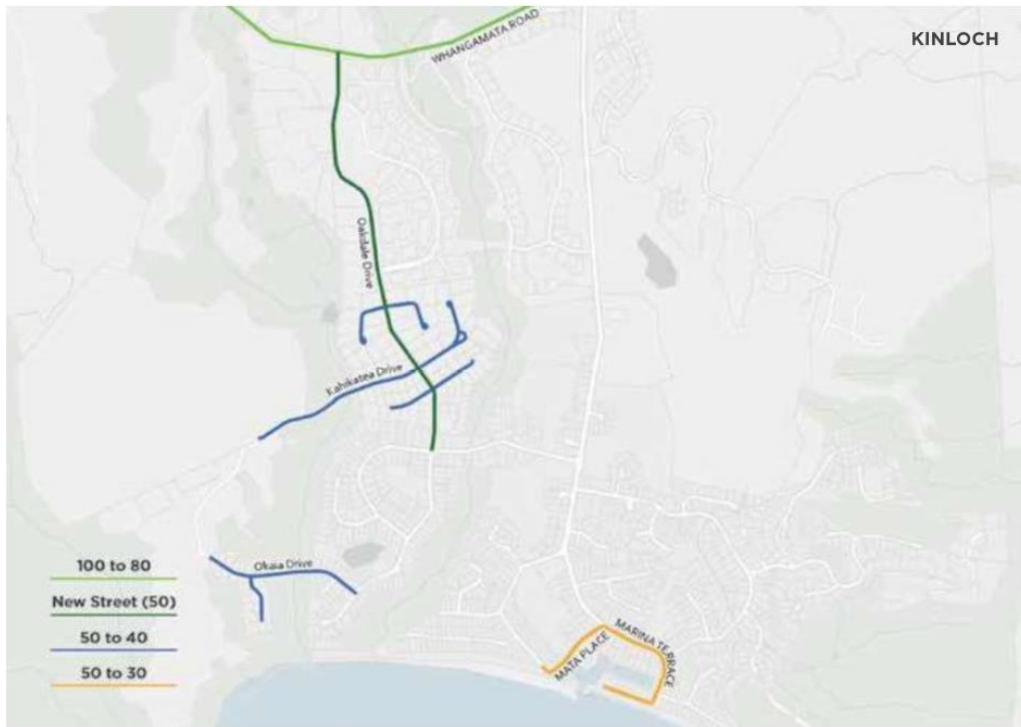 WHANGAMATA ROAD
KINLOCH
Oakdale Drive
Kahikatea Drive
Okaia Drive
100 to 80
New Street (50)
50 to 40
50 to 30
MATA PLACE
MARINA TERRACE